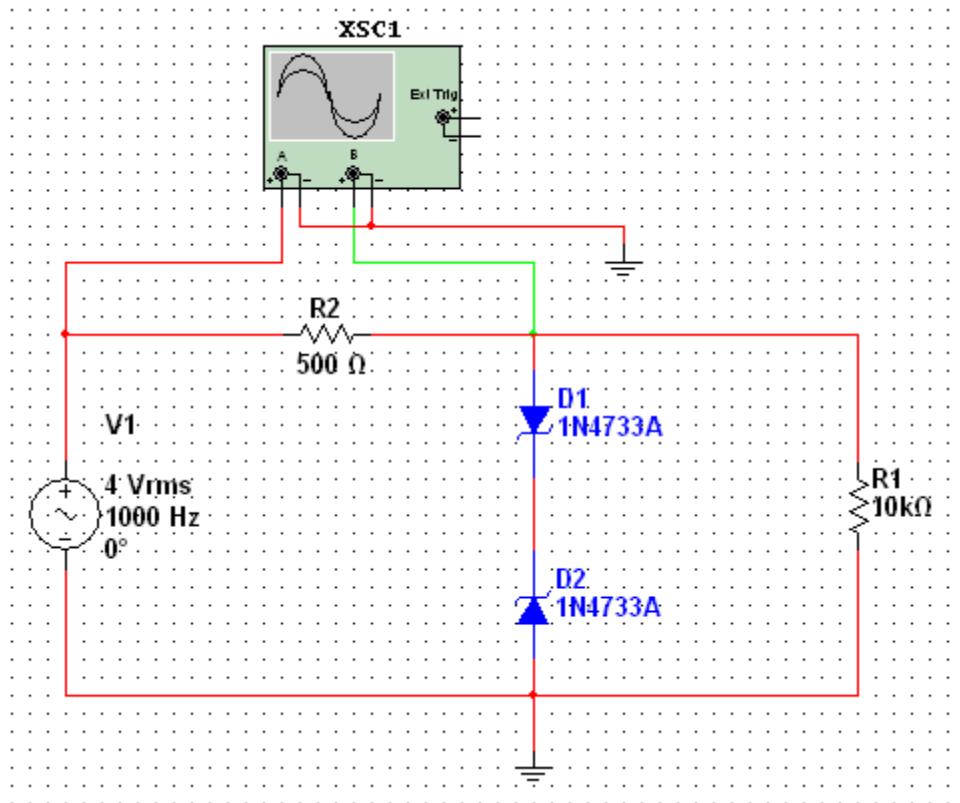 XSC1
Ext Trig
+
−
A
B
+
−
+
−
R2
500 Ω
D1
1N4733A
V1
4 Vrms
1000 Hz
0°
+
−
R1
10kΩ
D2
1N4733A